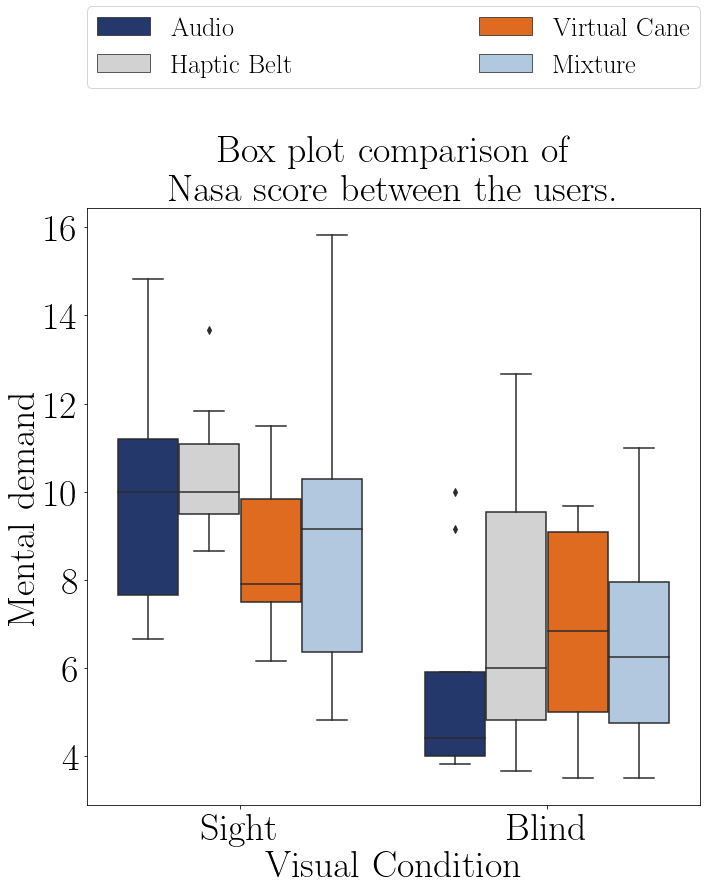 Audio
Haptic Belt
Virtual Cane
Mixture
Box plot comparison of
Nasa score between the users.
Mental demand
16
14
12
10
8
6
4
Sight
Blind
Visual Condition